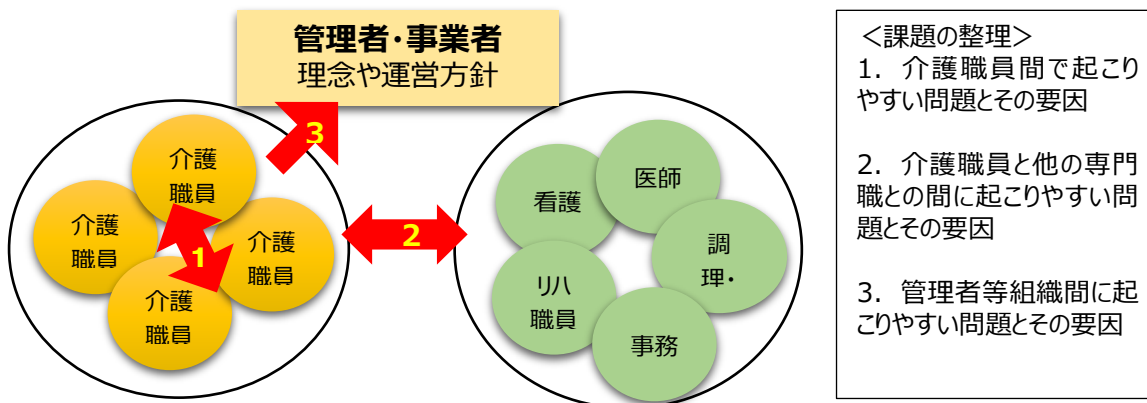 管理者・事業者
理念や運営方針
3
介護
職員
介護
職員
介護
職員
1
介護
職員
2
医師
看護
調
理・
リハ
職員
事務
＜課題の整理＞
1. 介護職員間で起こり
やすい問題とその要因
2. 介護職員と他の専門
職との間に起こりやすい問
題とその要因
3. 管理者等組織間に起
こりやすい問題とその要因